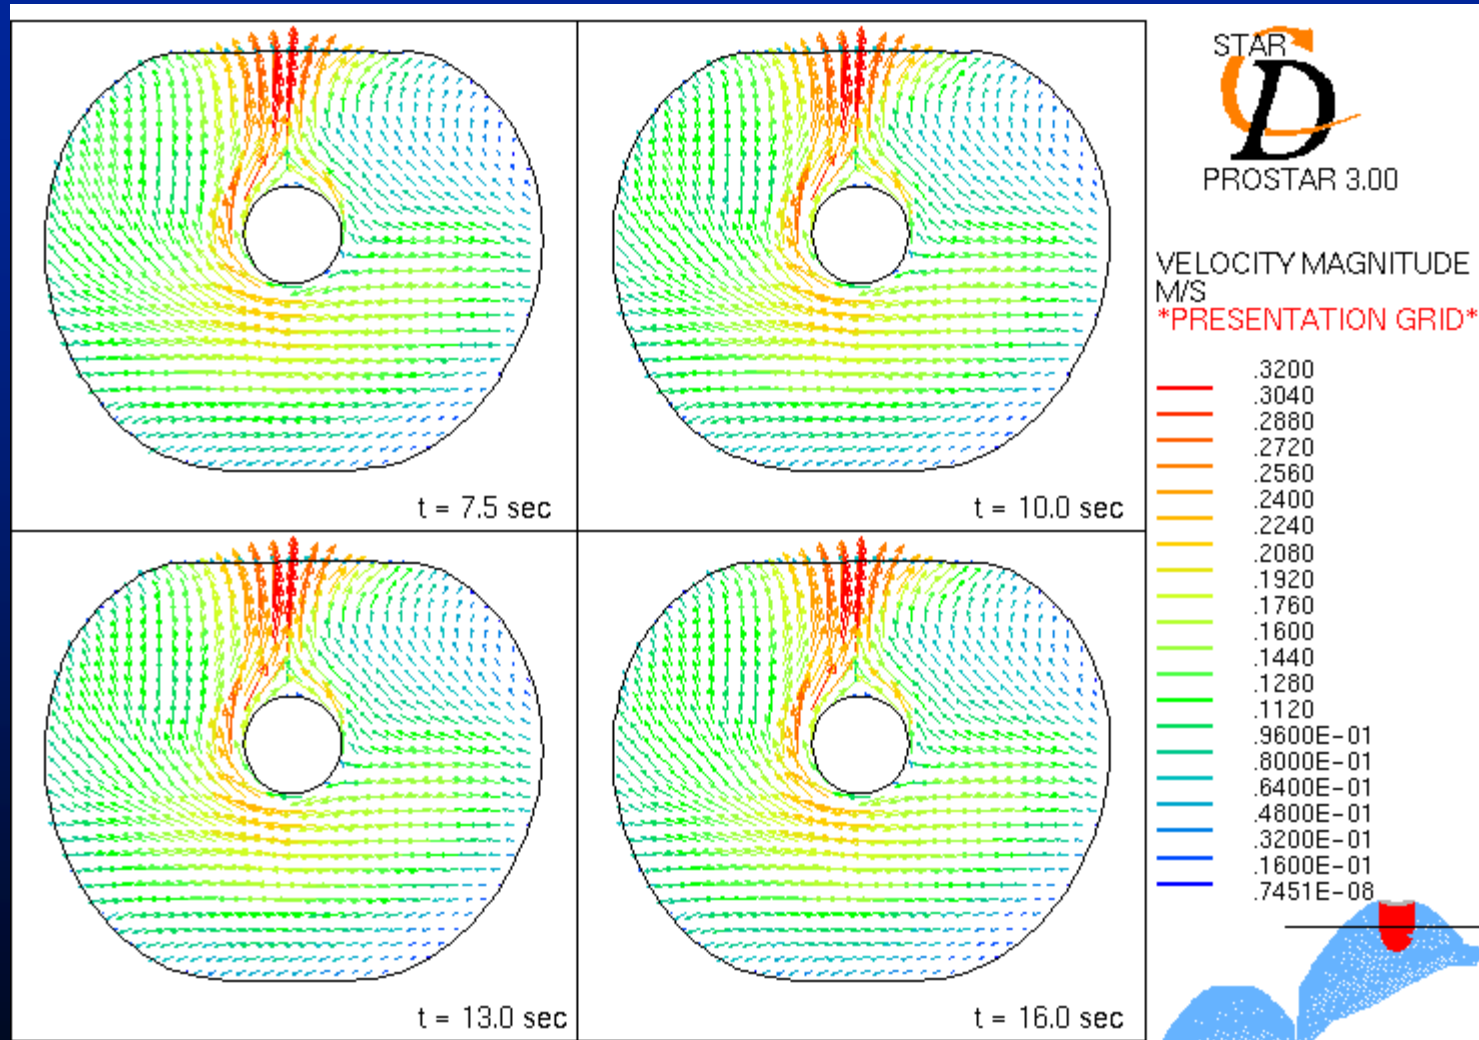 t = 7.5 sec
t = 10.0 sec
t = 13.0 sec
t = 16.0 sec
STAR
CD
PROSTAR 3.00
VELOCITY MAGNITUDE
M/S
*PRESENTATION GRID*
.3200
.3040
.2880
.2720
.2560
.2400
.2240
.2080
.1920
.1760
.1600
.1440
.1280
.1120
.9600E-01
.8000E-01
.6400E-01
.4800E-01
.3200E-01
.1600E-01
.7451E-08